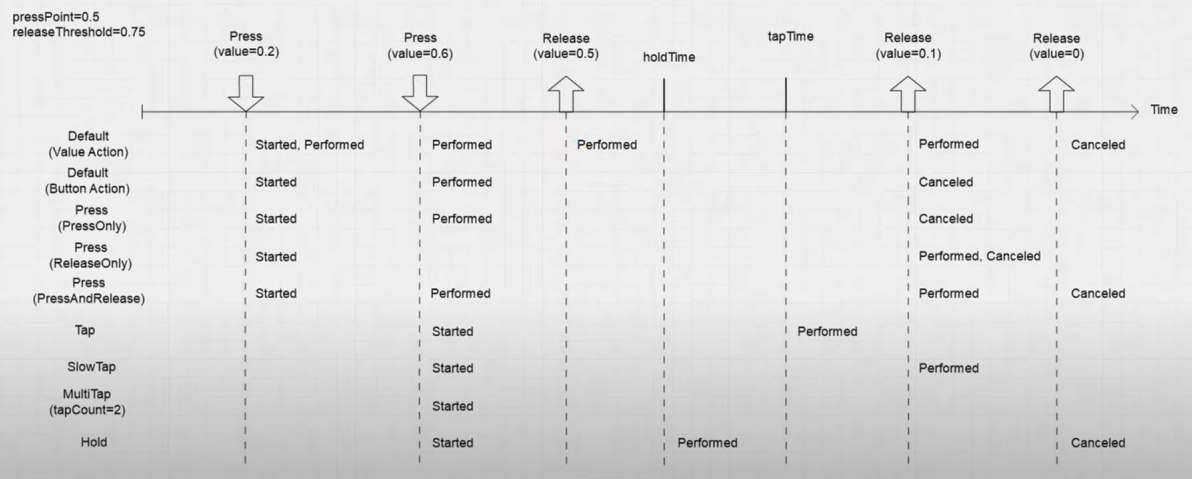 pressPoint=0.5
releaseThreshold=0.75
Press
(value=0.2)
Press
(value=0.6)
Release
(value=0.5)
holdTime
tapTime
Release
(value=0.1)
Release
(value=0)
Time
Default
(Value Action)
Started, Performed
Performed
Performed
Performed
Canceled
Default
(Button Action)
Started
Performed
Canceled
Press
(PressOnly)
Started
Performed
Canceled
Press
(ReleaseOnly)
Started
Performed, Canceled
Press
(PressAndRelease)
Started
Performed
Performed
Canceled
Tap
Started
Performed
SlowTap
Started
Performed
MultiTap
(tapCount=2)
Started
Hold
Started
Performed
Canceled